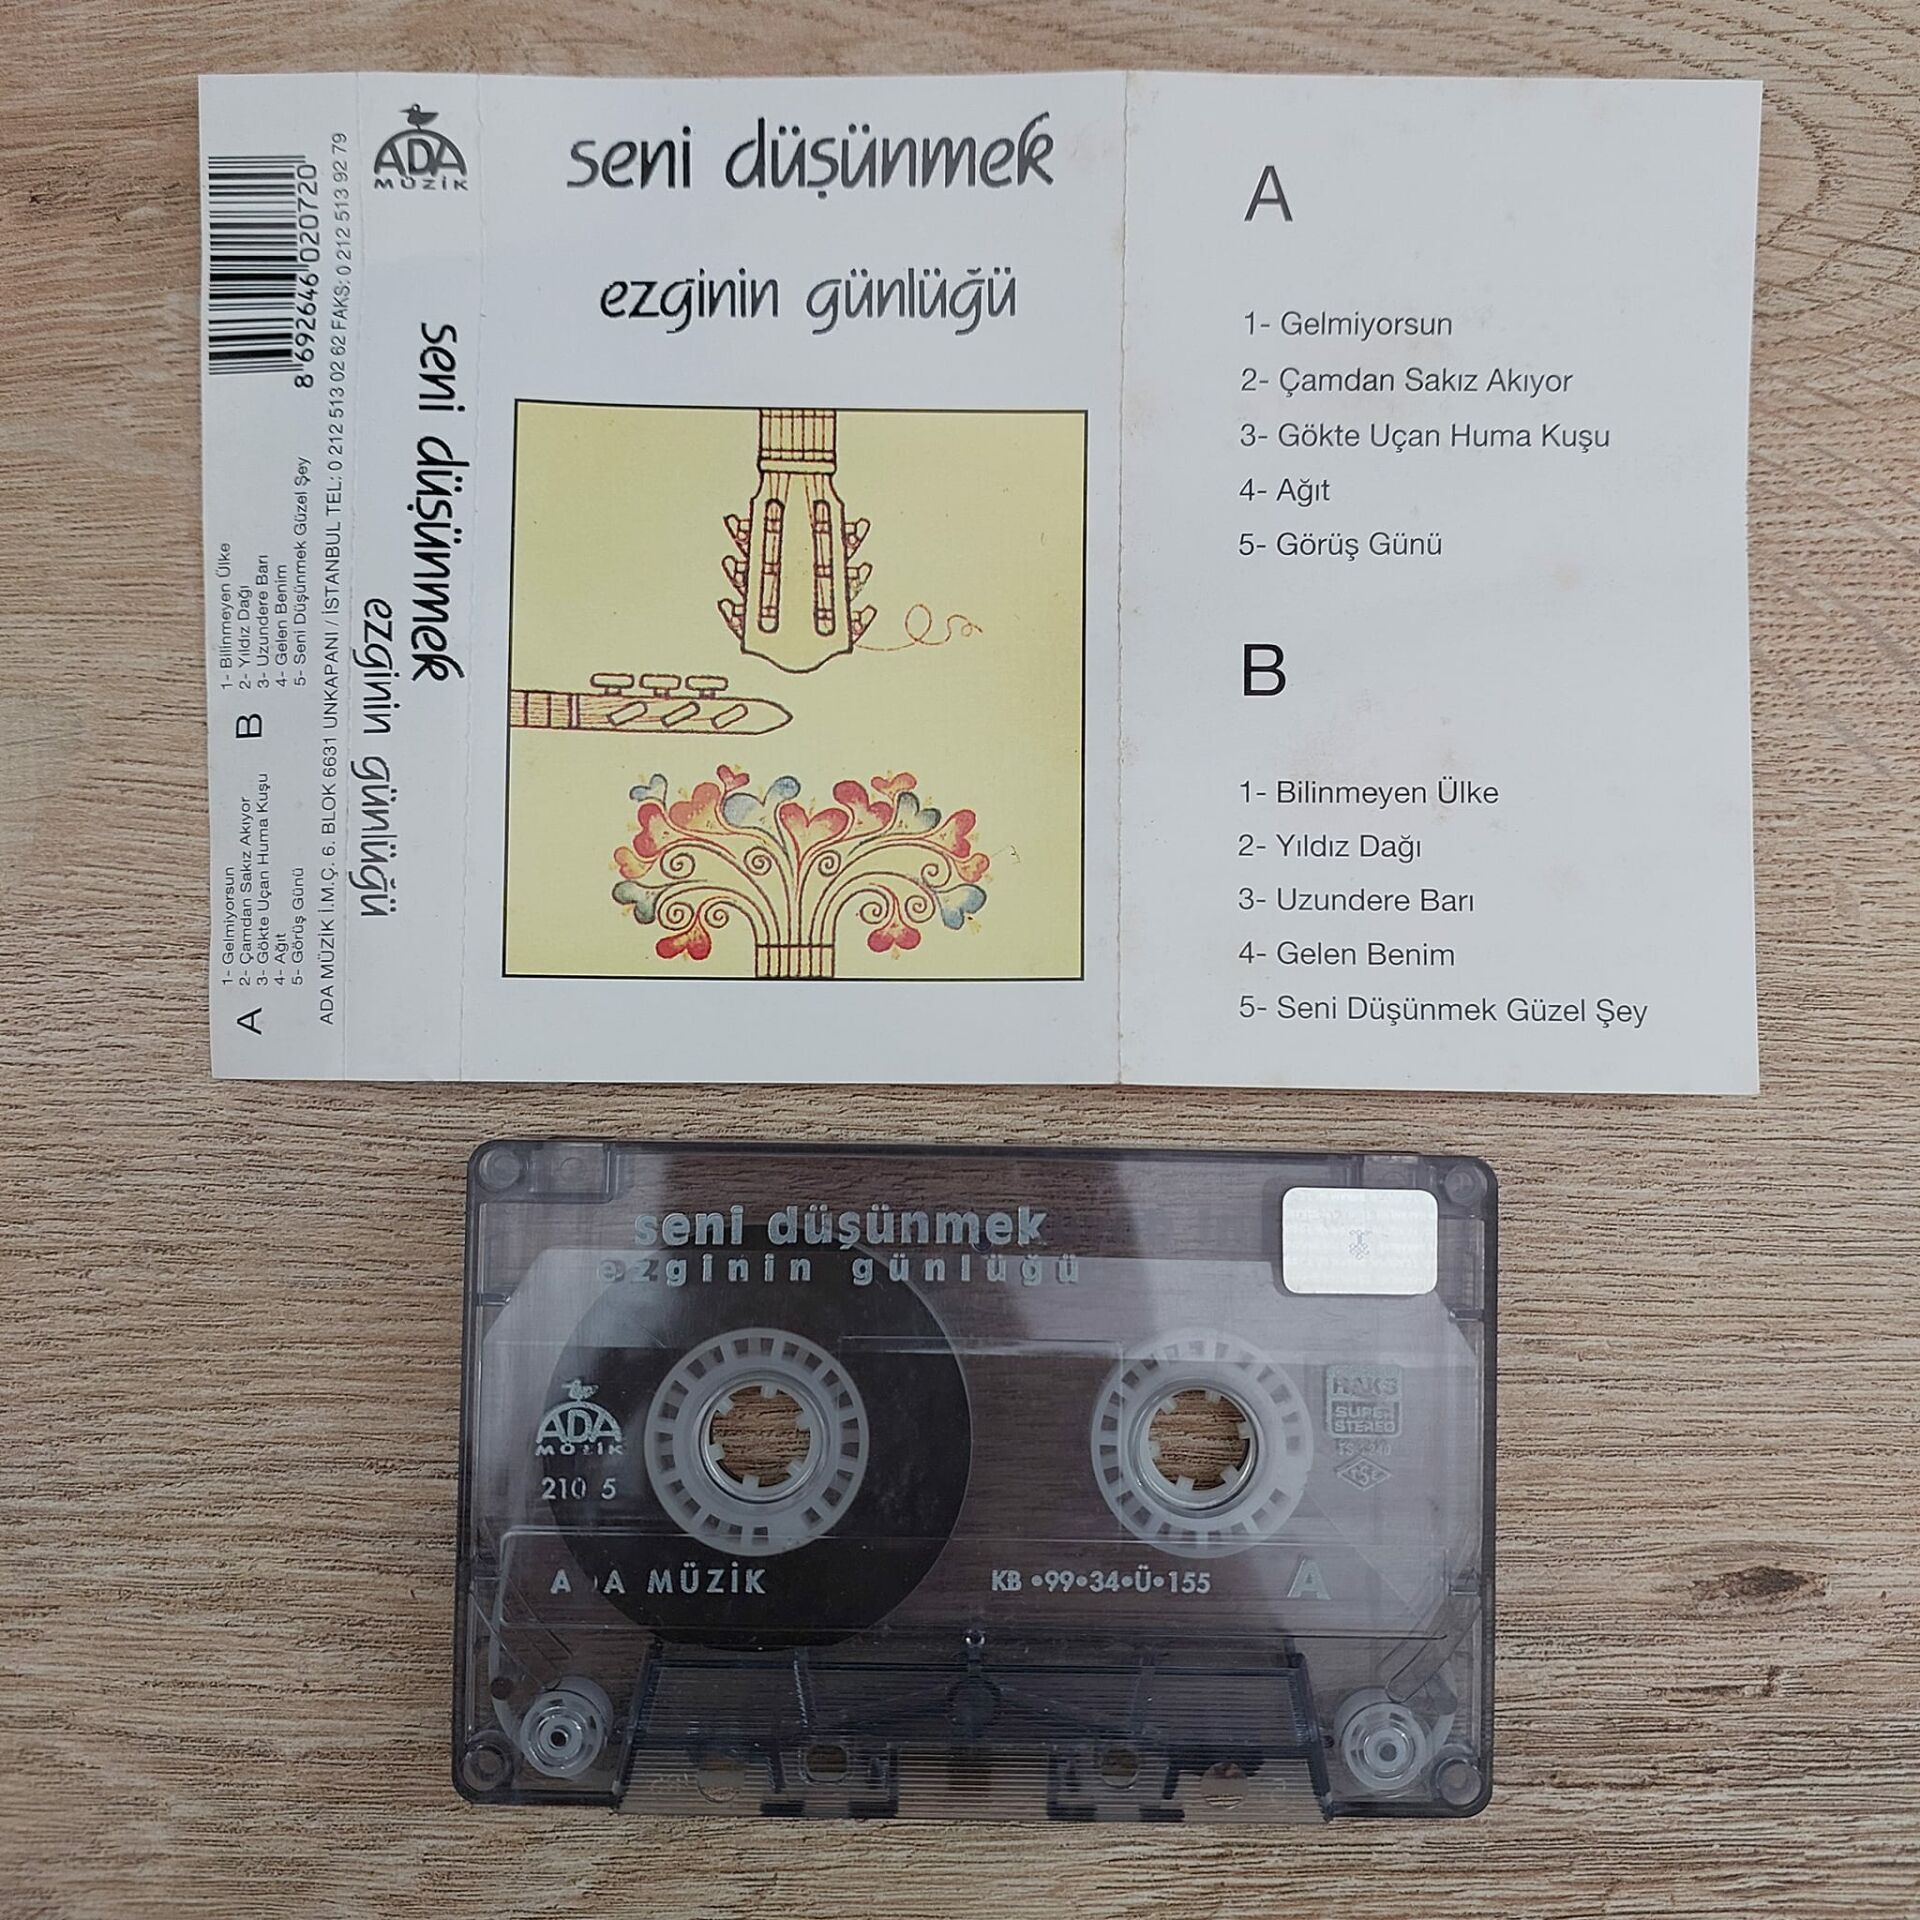 8 692646 020720
A
1- Gelmiyorsun
2- Çamdan Sakız Akıyor
3- Gökte Uçan Huma Kuşu
4- Ağıt
5- Görüş Günü
B
1- Bilinmeyen Ülke
2- Yıldız Dağı
3- Uzundere Barı
4- Gelen Benim
5- Seni Düşünmek Güzel Şey
ADA MÜZİK İ.M.Ç. 6. BLOK 6631 UNKAPANI / İSTANBUL TEL: 0 212 513 02 62 FAKS: 0 212 513 92 79
ADA
MÜZİK
seni düşünmek
ezginin günlüğü
seni düşünmek
ezginin günlüğü
A
1- Gelmiyorsun
2- Çamdan Sakız Akıyor
3- Gökte Uçan Huma Kuşu
4- Ağıt
5- Görüş Günü
B
1- Bilinmeyen Ülke
2- Yıldız Dağı
3- Uzundere Barı
4- Gelen Benim
5- Seni Düşünmek Güzel Şey
seni düşünmek
ezginin günlüğü
ADA
MÜZİK
210 5
RAKS
SUPER
STEREO
TSE
ADA MÜZİK
KB •99•34•Ü•155
A